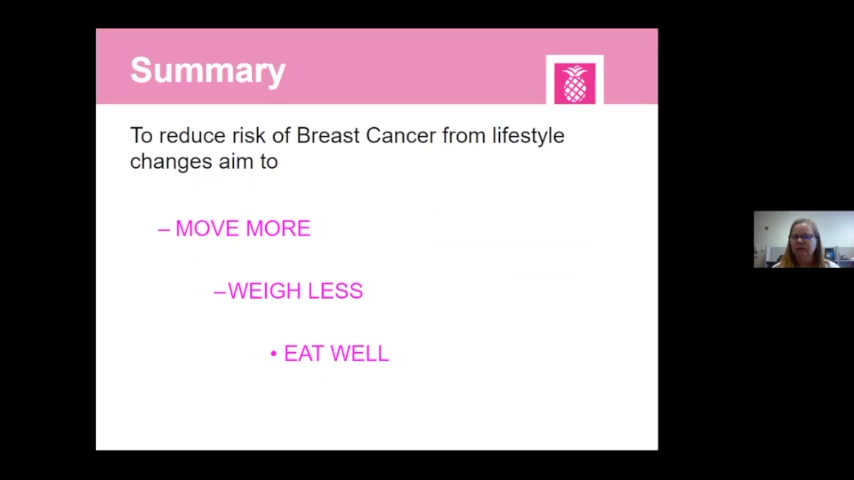 Summary
To reduce risk of Breast Cancer from lifestyle
changes aim to
– MOVE MORE
–WEIGH LESS
• EAT WELL